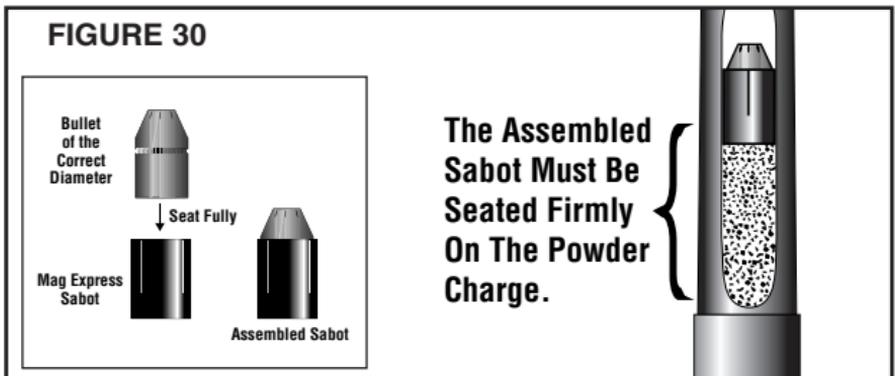 FIGURE 30
Bullet
of the
Correct
Diameter
Seat Fully
Mag Express
Sabot
Assembled Sabot
The Assembled
Sabot Must Be
Seated Firmly
On The Powder
Charge.